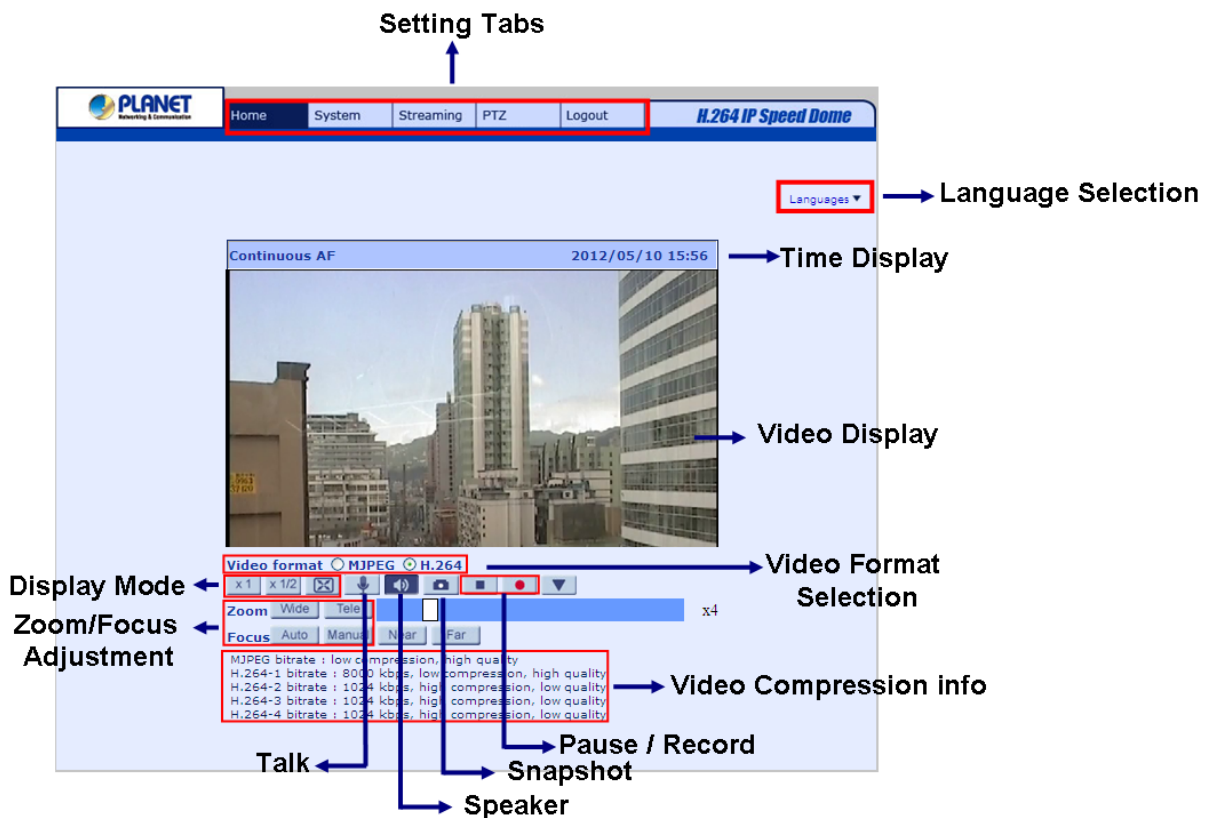 Setting Tabs
PLANET
Networking & Communication
Home System Streaming PTZ Logout
H.264 IP Speed Dome
Languages ▼
Language Selection
Continuous AF 2012/05/10 15:56
Time Display
Video Display
Video format MJPEG H.264
Video Format
Selection
Display Mode
x 1 x 1/2
Zoom/Focus
Adjustment
Zoom Wide Tele x4
Focus Auto Manual Near Far
MJPEG bitrate : low compression, high quality
H.264-1 bitrate : 8000 kbps, low compression, high quality
H.264-2 bitrate : 1024 kbps, high compression, low quality
H.264-3 bitrate : 1024 kbps, high compression, low quality
H.264-4 bitrate : 1024 kbps, high compression, low quality
Video Compression info
Pause / Record
Talk
Snapshot
Speaker